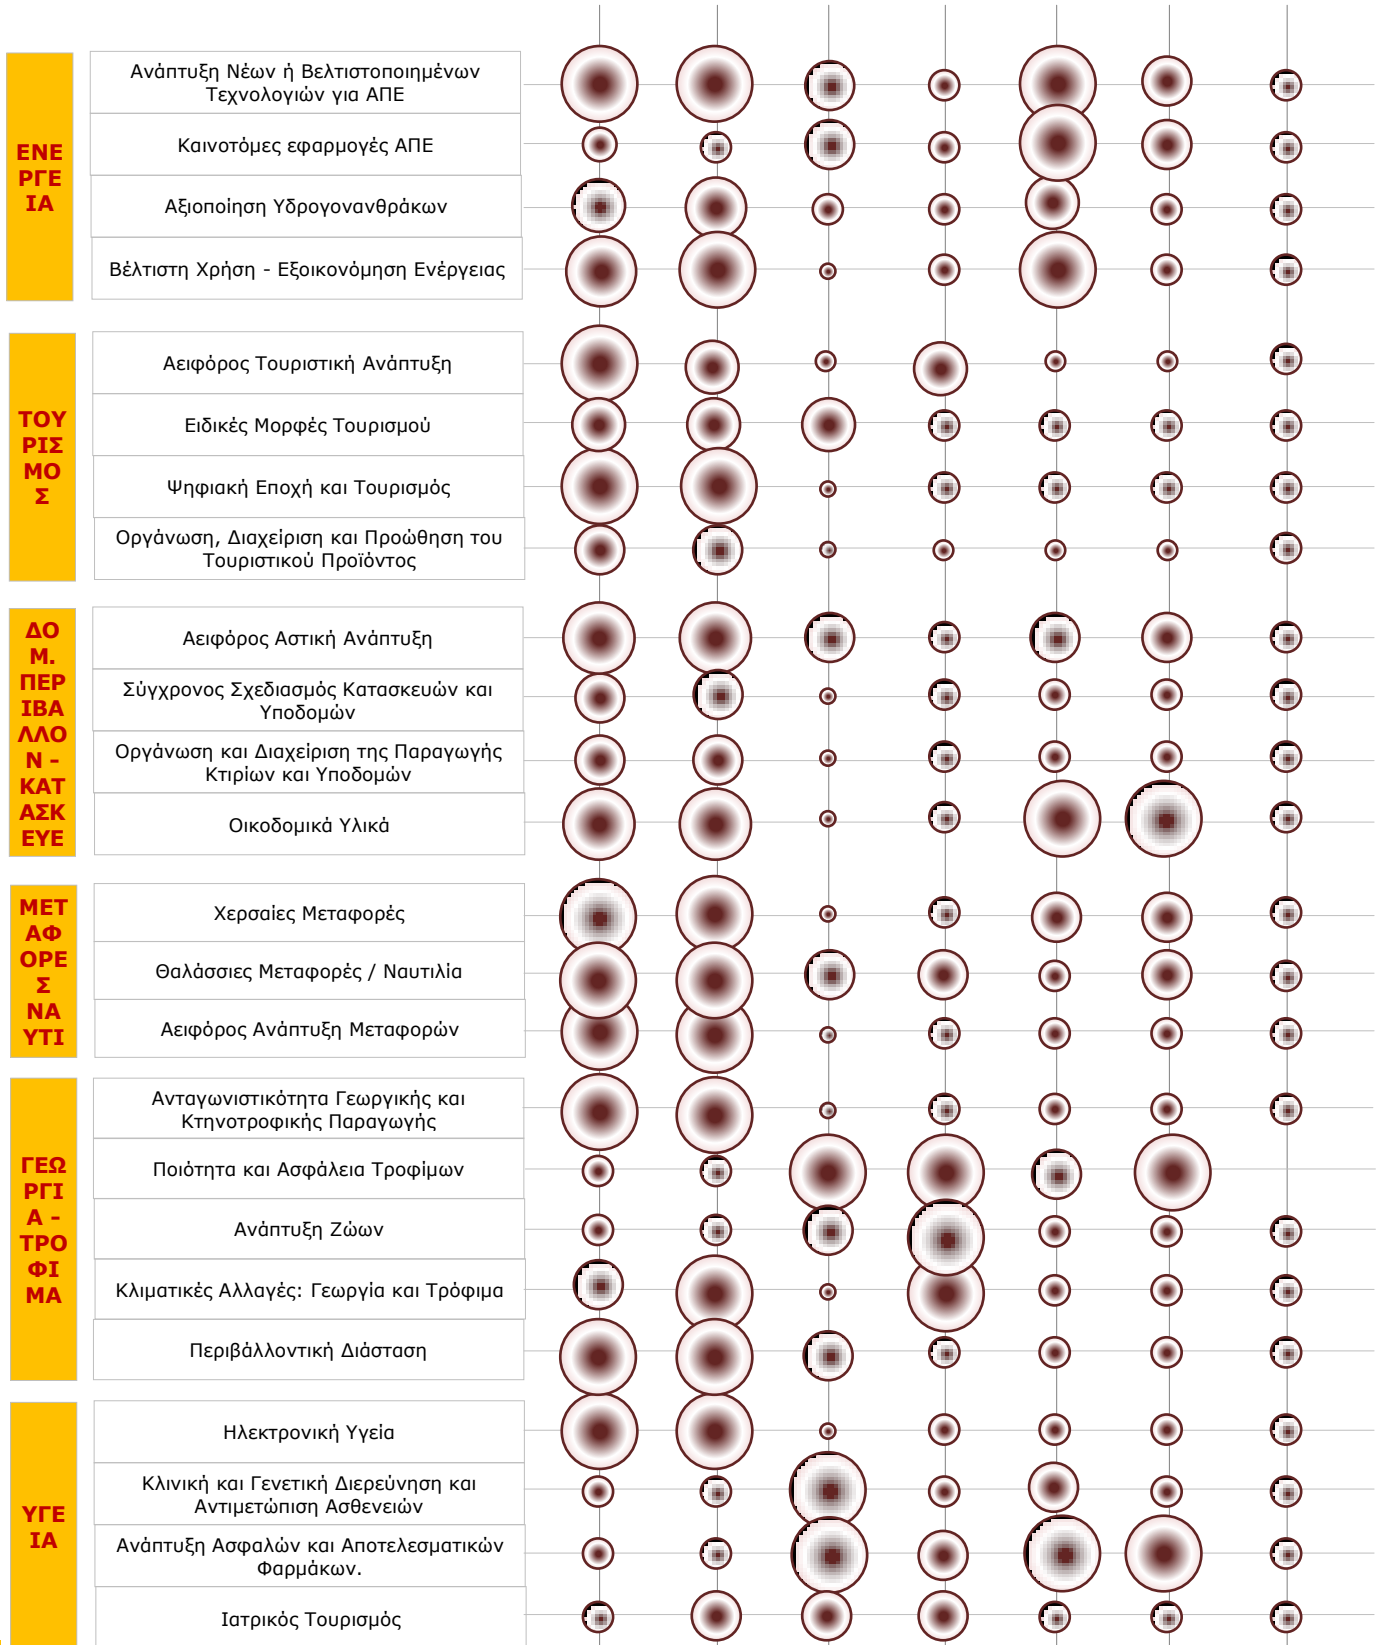 ΕΝΕ
ΡΓΕ
ΙΑ
Ανάπτυξη Νέων ή Βελτιστοποιημένων
Τεχνολογιών για ΑΠΕ
Καινοτόμες εφαρμογές ΑΠΕ
Αξιοποίηση Υδρογονανθράκων
Βέλτιστη Χρήση - Εξοικονόμηση Ενέργειας
ΤΟΥ
ΡΙΣ
ΜΟ
Σ
Αειφόρος Τουριστική Ανάπτυξη
Ειδικές Μορφές Τουρισμού
Ψηφιακή Εποχή και Τουρισμός
Οργάνωση, Διαχείριση και Προώθηση του
Τουριστικού Προϊόντος
ΔΟ
Μ.
ΠΕΡ
ΙΒΑ
ΛΛΟ
Ν -
ΚΑΤ
ΑΣΚ
ΕΥΕ
Αειφόρος Αστική Ανάπτυξη
Σύγχρονος Σχεδιασμός Κατασκευών και
Υποδομών
Οργάνωση και Διαχείριση της Παραγωγής
Κτιρίων και Υποδομών
Οικοδομικά Υλικά
ΜΕΤ
ΑΦ
ΟΡΕ
Σ
ΝΑ
ΥΤΙ
Χερσαίες Μεταφορές
Θαλάσσιες Μεταφορές / Ναυτιλία
Αειφόρος Ανάπτυξη Μεταφορών
ΓΕΩ
ΡΓΙ
Α -
ΤΡΟ
ΦΙ
ΜΑ
Ανταγωνιστικότητα Γεωργικής και
Κτηνοτροφικής Παραγωγής
Ποιότητα και Ασφάλεια Τροφίμων
Ανάπτυξη Ζώων
Κλιματικές Αλλαγές: Γεωργία και Τρόφιμα
Περιβάλλοντική Διάσταση
ΥΓΕ
ΙΑ
Ηλεκτρονική Υγεία
Κλινική και Γενετική Διερεύνηση και
Αντιμετώπιση Ασθενειών
Ανάπτυξη Ασφαλών και Αποτελεσματικών
Φαρμάκων.
Ιατρικός Τουρισμός